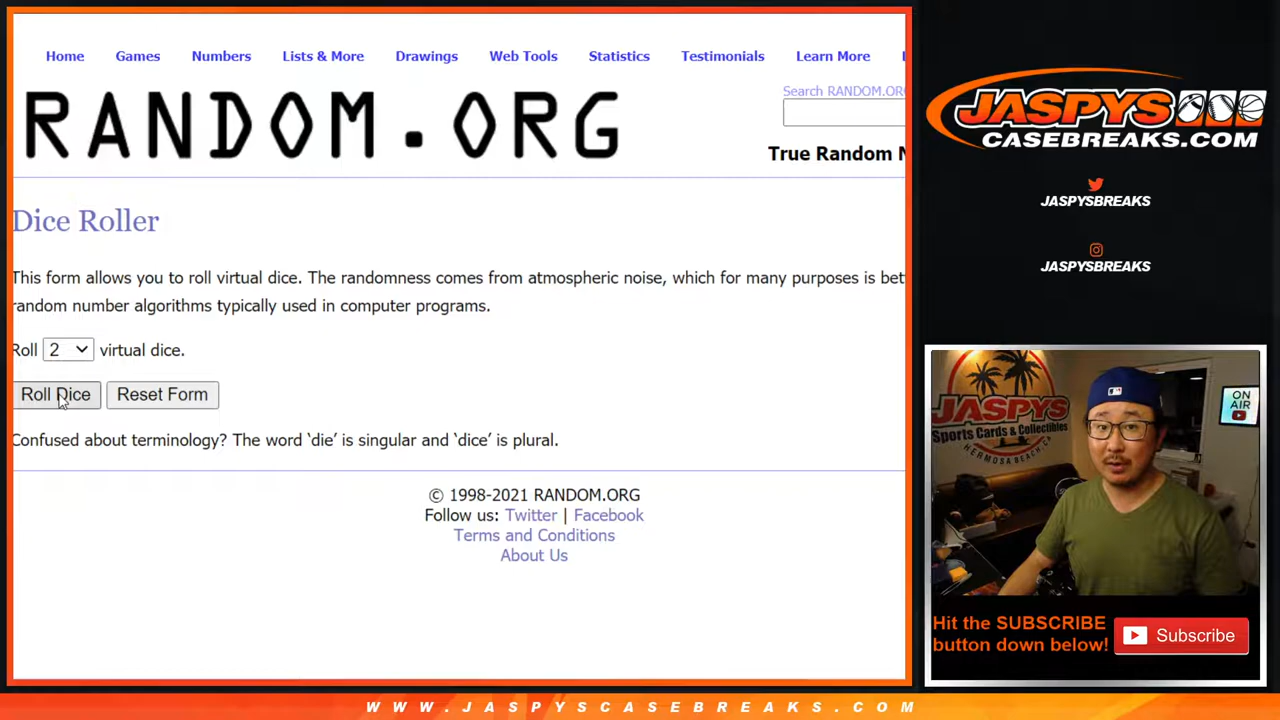 Home Games Numbers Lists & More Drawings Web Tools Statistics Testimonials Learn More
RANDOM.ORG
Search RANDOM.ORG
True Random N
Dice Roller
This form allows you to roll virtual dice. The randomness comes from atmospheric noise, which for many purposes is bet
random number algorithms typically used in computer programs.
Roll 2 virtual dice.
Roll Dice Reset Form
Confused about terminology? The word ‘die’ is singular and ‘dice’ is plural.
© 1998-2021 RANDOM.ORG
Follow us: Twitter | Facebook
Terms and Conditions
About Us
JASPYS
CASEBREAKS.COM
JASPYSBREAKS
JASPYSBREAKS
JASPYS
Sports Cards & Collectibles
HERMOSA BEACH, CA
ON
AIR
Hit the SUBSCRIBE
button down below!
Subscribe
WWW.JASPYSCASEBREAKS.COM